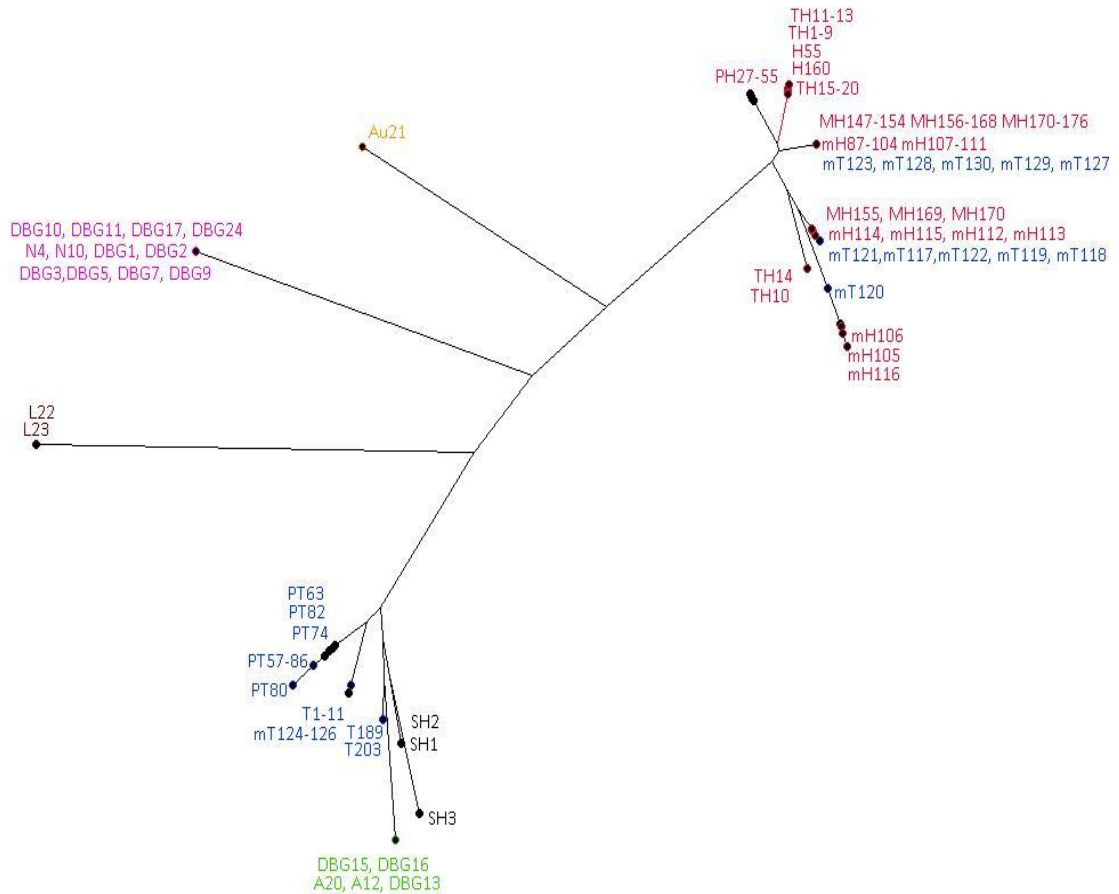 TH11-13
TH1-9
H55
H160
PH27-55
TH15-20
MH147-154 MH156-168 MH170-176
mH87-104 mH107-111
mT123, mT128, mT130, mT129, mT127
Au21
MH155, MH169, MH170
mH114, mH115, mH112, mH113
mT121,mT117,mT122, mT119, mT118
DBG10, DBG11, DBG17, DBG24
N4, N10, DBG1, DBG2
DBG3,DBG5, DBG7, DBG9
TH14
TH10
mT120
mH106
mH105
mH116
L22
L23
PT63
PT82
PT74
PT57-86
PT80
T1-11
mT124-126
T189
T203
SH2
SH1
SH3
DBG15, DBG16
A20, A12, DBG13